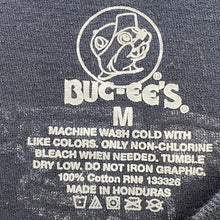 BUC-EE'S.
M
MACHINE WASH COLD WITH
LIKE COLORS. ONLY NON-CHLORINE
BLEACH WHEN NEEDED. TUMBLE
DRY LOW. DO NOT IRON GRAPHIC.
100% Cotton RN# 133326
MADE IN HONDURAS